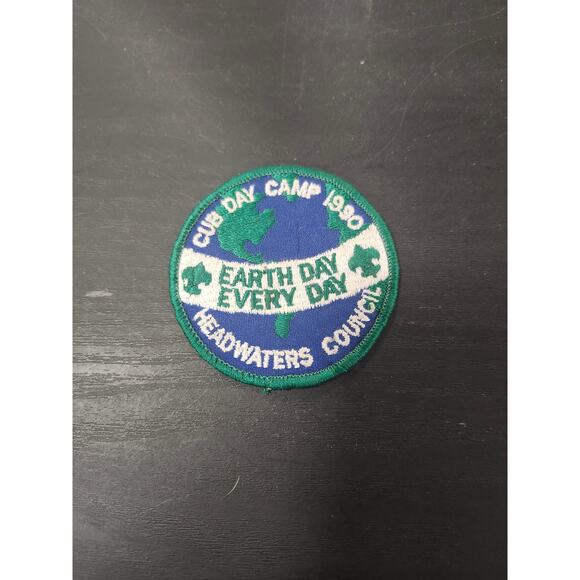 CUB DAY CAMP 1990
EARTH DAY
EVERY DAY
HEADWATERS COUNCIL